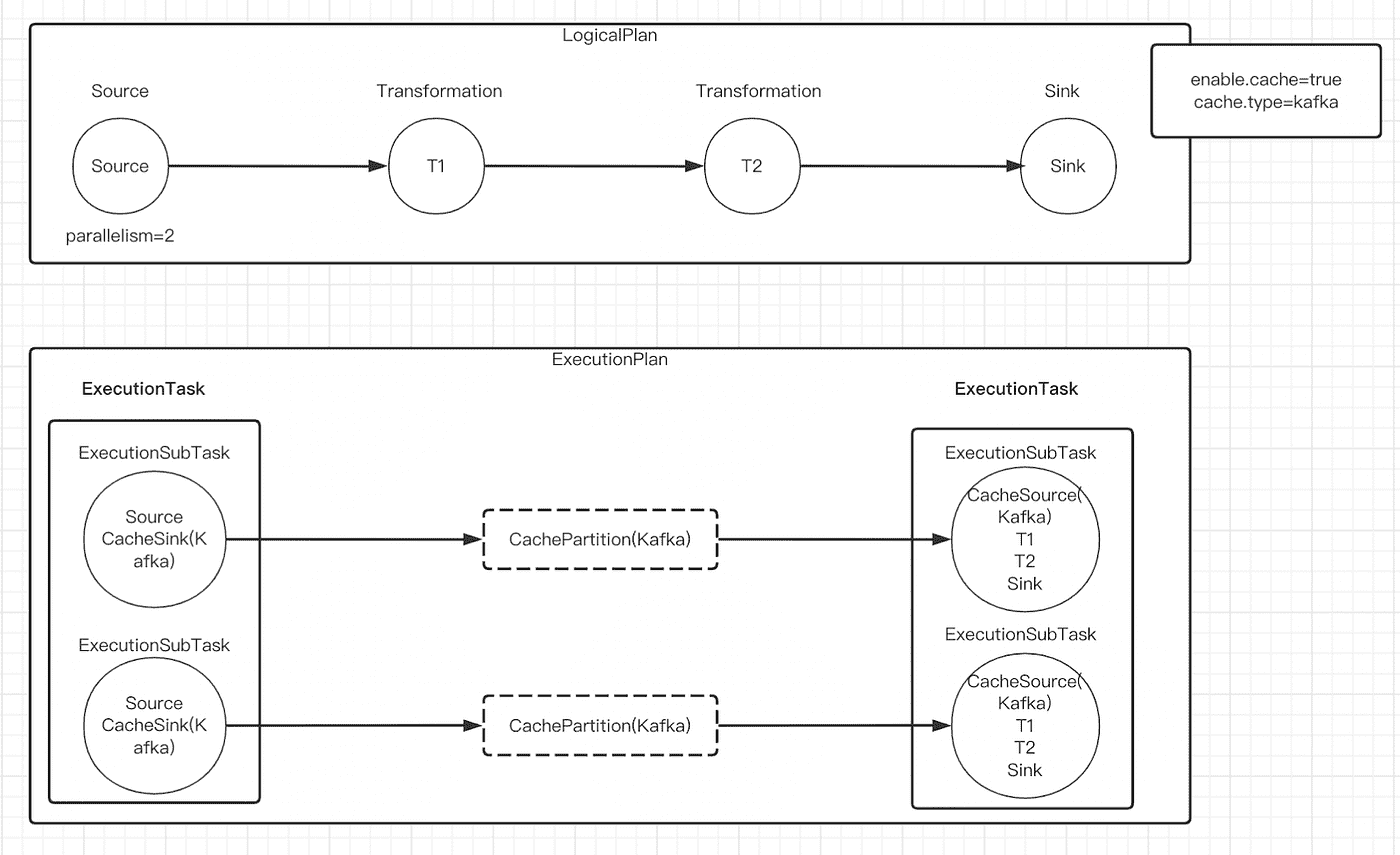 LogicalPlan
enable.cache=true
cache.type=kafka
Source
Transformation
Transformation
Sink
Source
T1
T2
Sink
parallelism=2
ExecutionPlan
ExecutionTask
ExecutionTask
ExecutionSubTask
Source
CacheSink(K
afka)
CachePartition(Kafka)
ExecutionSubTask
CacheSource(
Kafka)
T1
T2
Sink
ExecutionSubTask
Source
CacheSink(K
afka)
CachePartition(Kafka)
ExecutionSubTask
CacheSource(
Kafka)
T1
T2
Sink